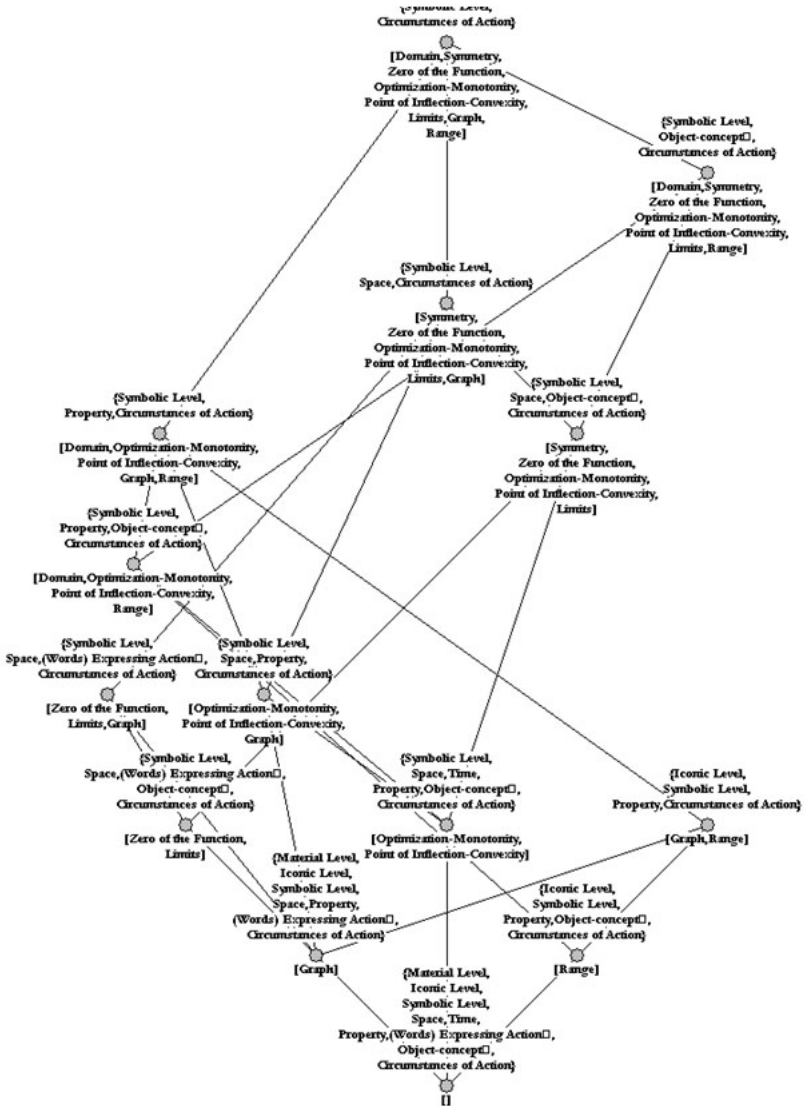 {Symbolic Level,
Circumstances of Action}
[Domain,Symmetry,
Zero of the Function,
Optimization-Monotonity,
Point of Inflection-Convexity,
Limits,Graph,
Range]
{Symbolic Level,
Object-concept□,
Circumstances of Action}
[Domain,Symmetry,
Zero of the Function,
Optimization-Monotonity,
Point of Inflection-Convexity,
Limits,Range]
{Symbolic Level,
Space,Circumstances of Action}
[Symmetry,
Zero of the Function,
Optimization-Monotonity,
Point of Inflection-Convexity,
Limits,Graph]
{Symbolic Level,
Space,Object-concept□,
Circumstances of Action}
[Symmetry,
Zero of the Function,
Optimization-Monotonity,
Point of Inflection-Convexity,
Limits]
{Symbolic Level,
Property,Circumstances of Action}
[Domain,Optimization-Monotonity,
Point of Inflection-Convexity,
Graph,Range]
{Symbolic Level,
Property,Object-concept□,
Circumstances of Action}
[Domain,Optimization-Monotonity,
Point of Inflection-Convexity,
Range]
{Symbolic Level,
Space,(Words) Expressing Action□,
Circumstances of Action}
[Zero of the Function,
Limits,Graph]
{Symbolic Level,
Space,Property,
Circumstances of Action}
[Optimization-Monotonity,
Point of Inflection-Convexity,
Graph]
{Symbolic Level,
Space,(Words) Expressing Action□,
Object-concept□,
Circumstances of Action}
[Zero of the Function,
Limits]
{Symbolic Level,
Space,Time,
Property,Object-concept□,
Circumstances of Action}
[Optimization-Monotonity,
Point of Inflection-Convexity]
{Iconic Level,
Symbolic Level,
Property,Circumstances of Action}
[Graph,Range]
{Material Level,
Iconic Level,
Symbolic Level,
Space,Property,
(Words) Expressing Action□,
Circumstances of Action}
[Graph]
{Iconic Level,
Symbolic Level,
Property,Object-concept□,
Circumstances of Action}
[Range]
{Material Level,
Iconic Level,
Symbolic Level,
Space,Time,
Property,(Words) Expressing Action□,
Object-concept□,
Circumstances of Action}
[]